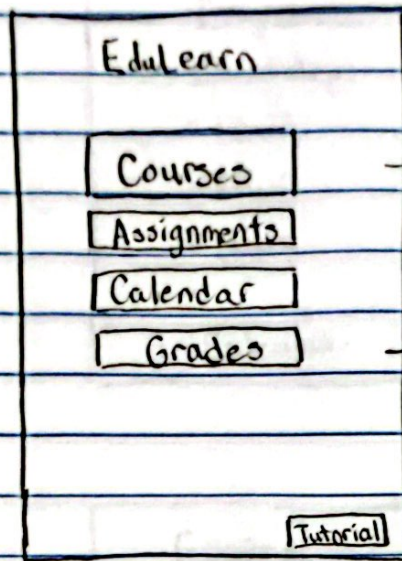 EduLearn
Courses
Assignments
Calendar
Grades
Tutorial